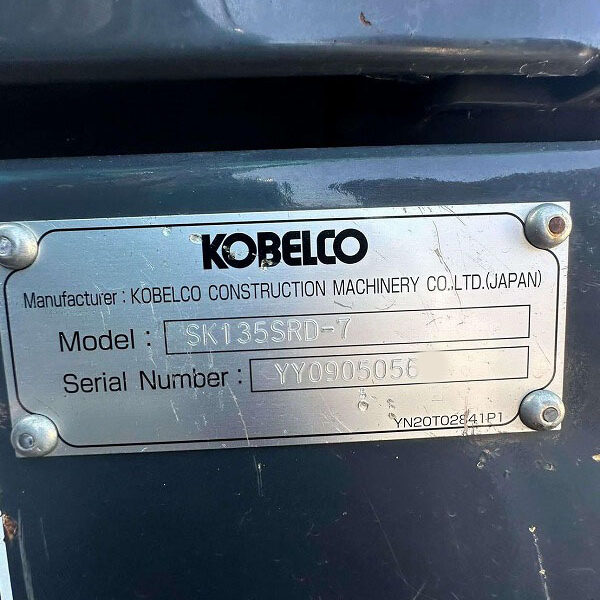 KOBELCO
Manufacturer : KOBELCO CONSTRUCTION MACHINERY CO.,LTD.(JAPAN)
Model : SK135SRD-7
Serial Number : YY0905056
YN20T02841P1